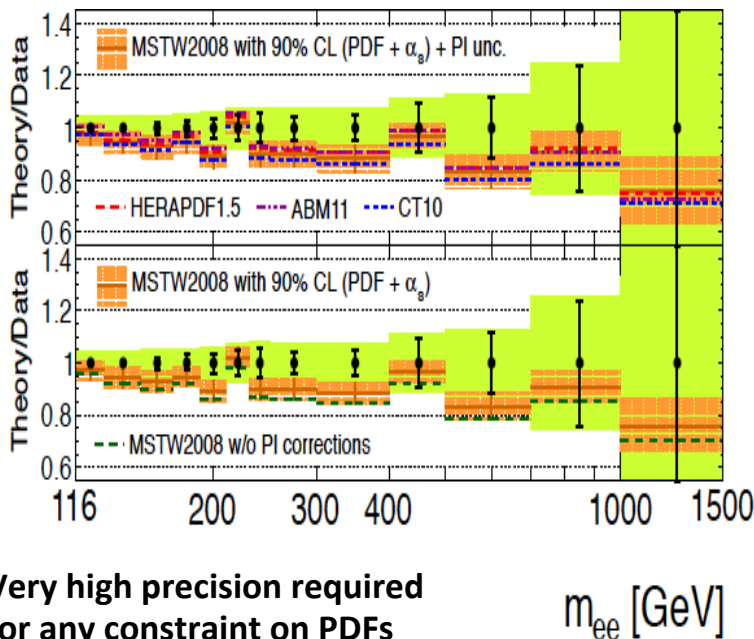 1.4
MSTW2008 with 90% CL (PDF + αs) + PI unc.
1.2
1
0.8
HERAPDF1.5 ABM11 CT10
0.6
Theory/Data
1.4
MSTW2008 with 90% CL (PDF + αs)
1.2
1
0.8
MSTW2008 w/o PI corrections
0.6
Theory/Data
116 200 300 400 1000 1500
Very high precision required
or any constraint on PDFs
mee [GeV]